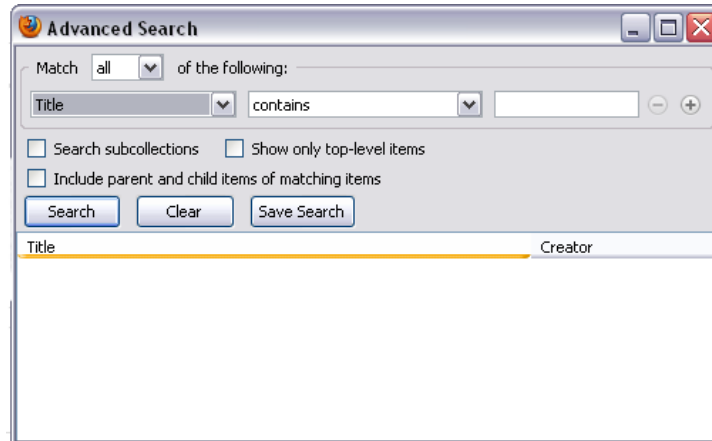 Advanced Search
Match all of the following:
Title contains
Search subcollections Show only top-level items
Include parent and child items of matching items
Search Clear Save Search
Title Creator